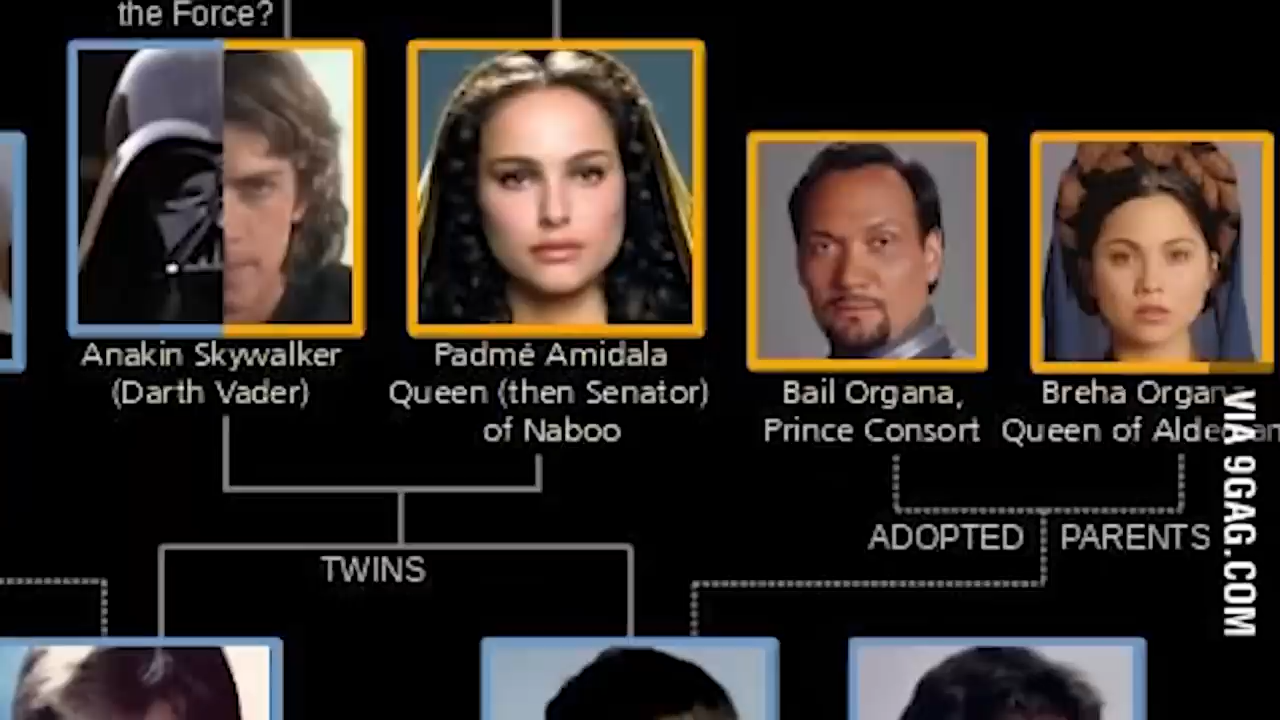 the Force?
Anakin Skywalker
(Darth Vader)
Padmé Amidala
Queen (then Senator)
of Naboo
Bail Organa,
Prince Consort
Breha
Queen of
ADOPTED PARENTS
TWINS
VIA 9GAG.COM